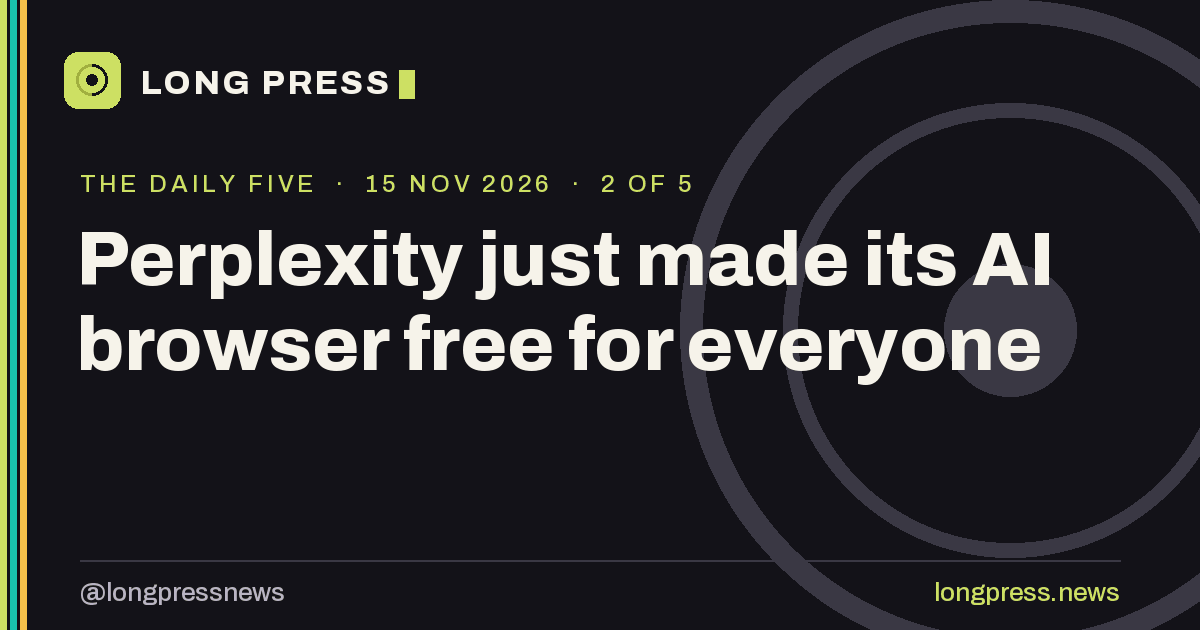 LONG PRESS
THE DAILY FIVE · 15 NOV 2026 · 2 OF 5
Perplexity just made its AI
browser free for everyone
@longpressnews
longpress.news